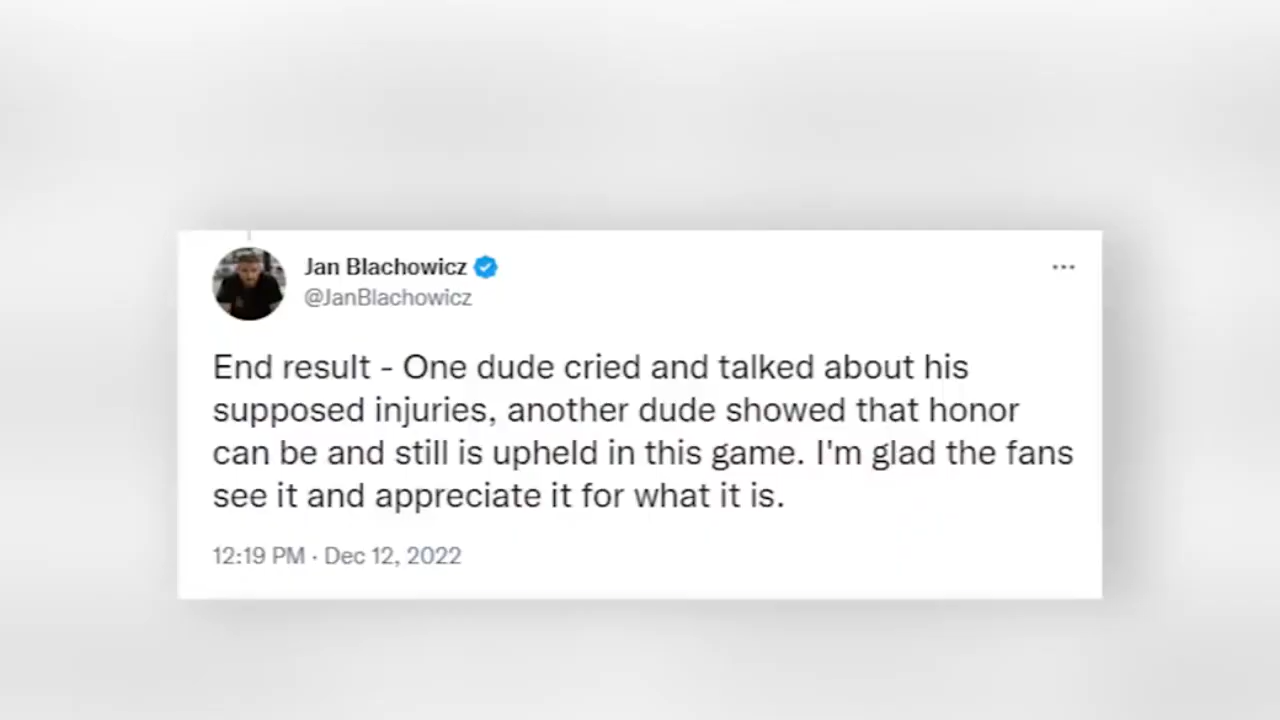 Jan Blachowicz
@JanBlachowicz
End result - One dude cried and talked about his
supposed injuries, another dude showed that honor
can be and still is upheld in this game. I'm glad the fans
see it and appreciate it for what it is.
12:19 PM · Dec 12, 2022